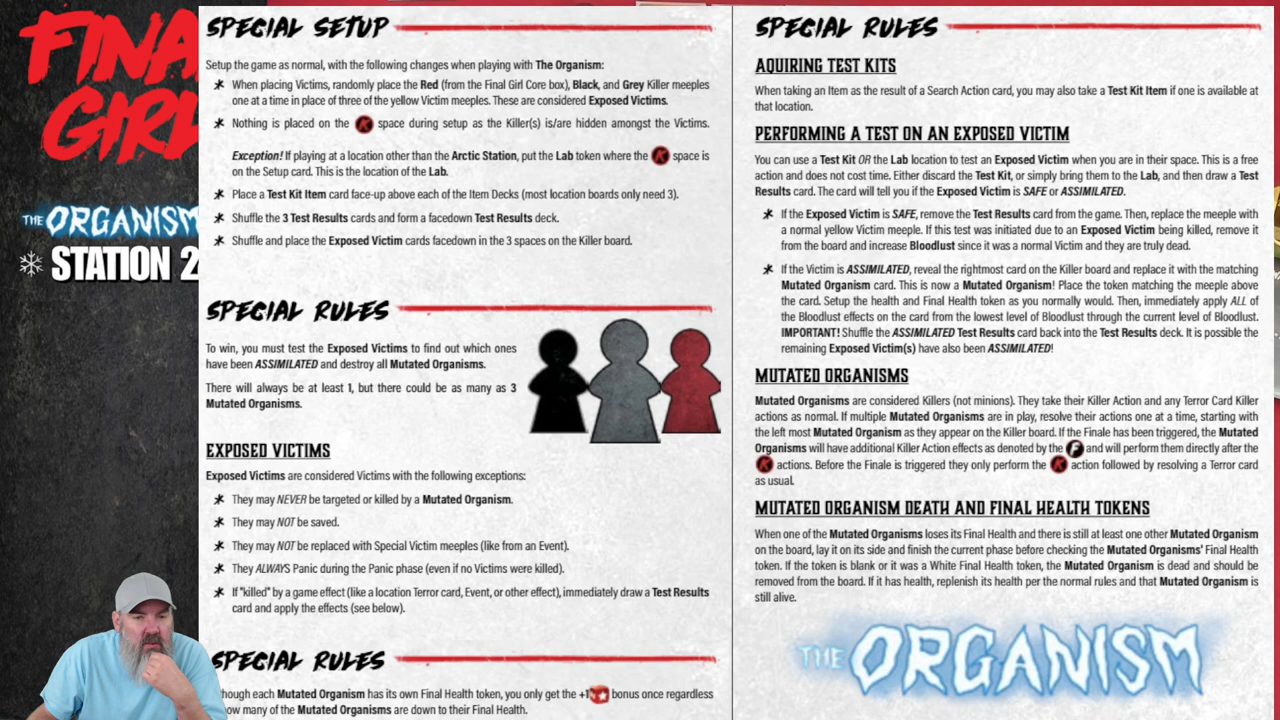 FINA
GIRL
THE ORGANISM
STATION 2
SPECIAL SETUP
Setup the game as normal, with the following changes when playing with The Organism:
When placing Victims, randomly place the Red (from the Final Girl Core box), Black, and Grey Killer meeples
one at a time in place of three of the yellow Victim meeples. These are considered Exposed Victims.
Nothing is placed on the K space during setup as the Killer(s) is/are hidden amongst the Victims.
Exception! If playing at a location other than the Arctic Station, put the Lab token where the K space is
on the Setup card. This is the location of the Lab.
Place a Test Kit Item card face-up above each of the Item Decks (most location boards only need 3).
Shuffle the 3 Test Results cards and form a facedown Test Results deck.
Shuffle and place the Exposed Victim cards facedown in the 3 spaces on the Killer board.
SPECIAL RULES
To win, you must test the Exposed Victims to find out which ones
have been ASSIMILATED and destroy all Mutated Organisms.
There will always be at least 1, but there could be as many as 3
Mutated Organisms.
EXPOSED VICTIMS
Exposed Victims are considered Victims with the following exceptions:
They may NEVER be targeted or killed by a Mutated Organism.
They may NOT be saved.
They may NOT be replaced with Special Victim meeples (like from an Event).
They ALWAYS Panic during the Panic phase (even if no Victims were killed).
If "killed" by a game effect (like a location Terror card, Event, or other effect), immediately draw a Test Results
card and apply the effects (see below).
SPECIAL RULES
though each Mutated Organism has its own Final Health token, you only get the +1 bonus once regardless
ow many of the Mutated Organisms are down to their Final Health.
SPECIAL RULES
AQUIRING TEST KITS
When taking an Item as the result of a Search Action card, you may also take a Test Kit Item if one is available at
that location.
PERFORMING A TEST ON AN EXPOSED VICTIM
You can use a Test Kit OR the Lab location to test an Exposed Victim when you are in their space. This is a free
action and does not cost time. Either discard the Test Kit, or simply bring them to the Lab, and then draw a Test
Results card. The card will tell you if the Exposed Victim is SAFE or ASSIMILATED.
If the Exposed Victim is SAFE, remove the Test Results card from the game. Then, replace the meeple with
a normal yellow Victim meeple. If this test was initiated due to an Exposed Victim being killed, remove it
from the board and increase Bloodlust since it was a normal Victim and they are truly dead.
If the Victim is ASSIMILATED, reveal the rightmost card on the Killer board and replace it with the matching
Mutated Organism card. This is now a Mutated Organism! Place the token matching the meeple above
the card. Setup the health and Final Health token as you normally would. Then, immediately apply ALL of
the Bloodlust effects on the card from the lowest level of Bloodlust through the current level of Bloodlust.
IMPORTANT! Shuffle the ASSIMILATED Test Results card back into the Test Results deck. It is possible the
remaining Exposed Victim(s) have also been ASSIMILATED!
MUTATED ORGANISMS
Mutated Organisms are considered Killers (not minions). They take their Killer Action and any Terror Card Killer
actions as normal. If multiple Mutated Organisms are in play, resolve their actions one at a time, starting with
the left most Mutated Organism as they appear on the Killer board. If the Finale has been triggered, the Mutated
Organisms will have additional Killer Action effects as denoted by the F and will perform them directly after the
K actions. Before the Finale is triggered they only perform the K action followed by resolving a Terror card
as usual.
MUTATED ORGANISM DEATH AND FINAL HEALTH TOKENS
When one of the Mutated Organisms loses its Final Health and there is still at least one other Mutated Organism
on the board, lay it on its side and finish the current phase before checking the Mutated Organisms' Final Health
token. If the token is blank or it was a White Final Health token, the Mutated Organism is dead and should be
removed from the board. If it has health, replenish its health per the normal rules and that Mutated Organism is
still alive.
THE ORGANISM